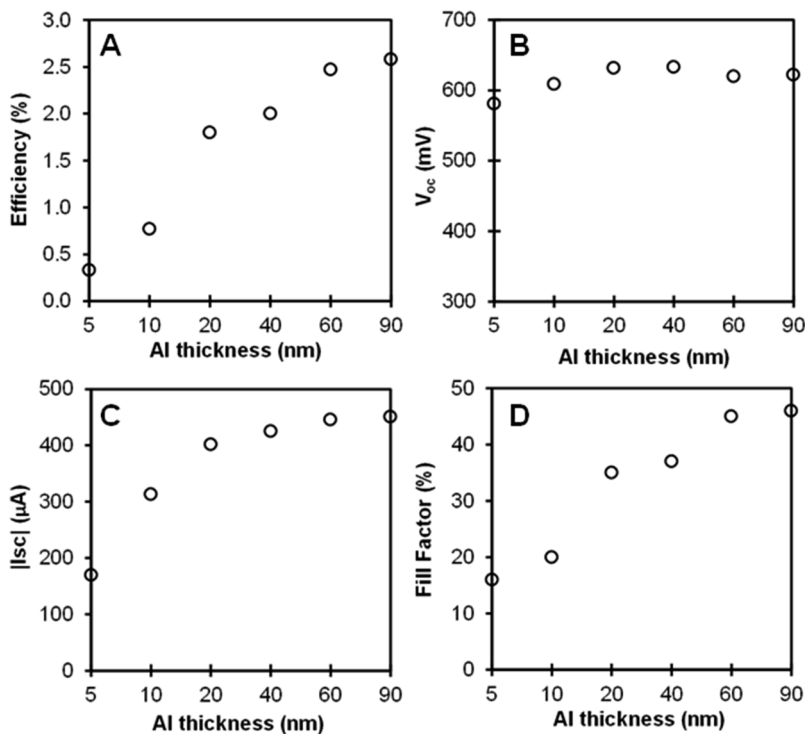 A
Efficiency (%)
3.0
2.5
2.0
1.5
1.0
0.5
0.0
5 10 20 40 60 90
Al thickness (nm)
B
Voc (mV)
700
600
500
400
300
5 10 20 40 60 90
Al thickness (nm)
C
|Isc| (µA)
500
400
300
200
100
0
5 10 20 40 60 90
Al thickness (nm)
D
Fill Factor (%)
50
40
30
20
10
0
5 10 20 40 60 90
Al thickness (nm)